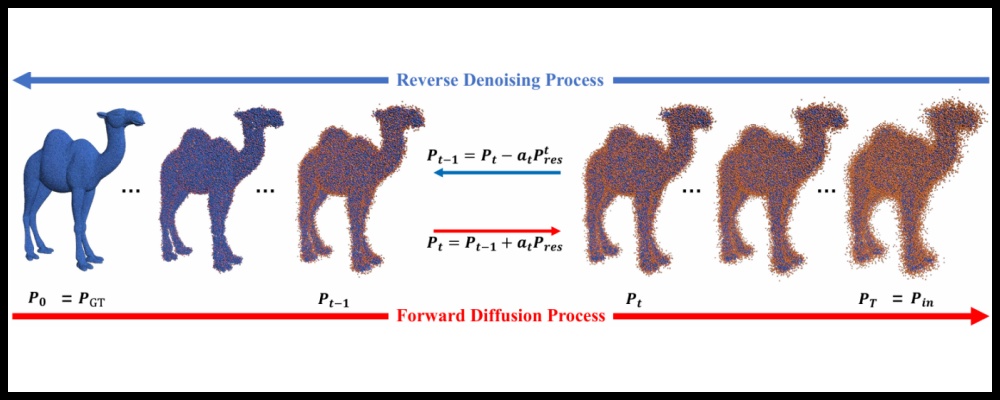 Reverse Denoising Process
P_{t-1} = P_t − a_t P^t_{res}
... ... ... ...
P_t = P_{t-1} + a_t P_{res}
P_0 = P_{GT} P_{t-1} P_t P_T = P_{in}
Forward Diffusion Process